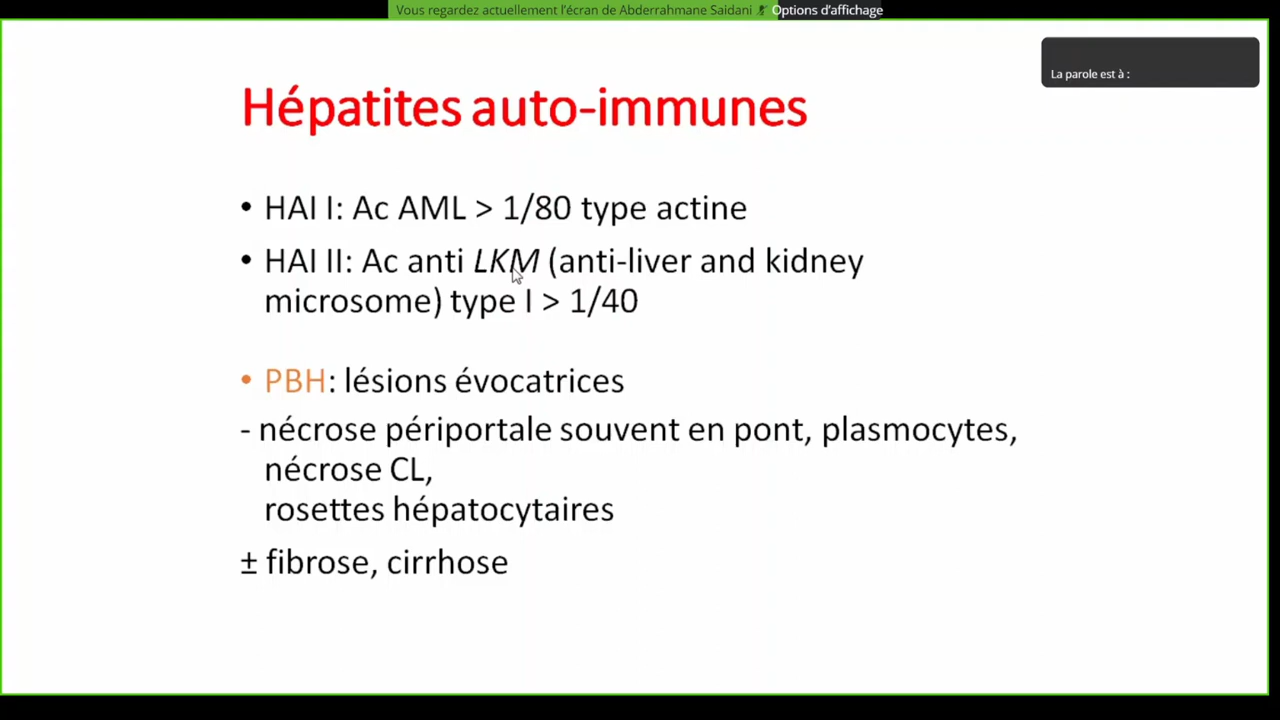 Vous regardez actuellement l'écran de Abderrahmane Saidani Options d'affichage
La parole est à :
Hépatites auto-immunes
• HAI I: Ac AML > 1/80 type actine
• HAI II: Ac anti LKM (anti-liver and kidney
microsome) type I > 1/40
• PBH: lésions évocatrices
- nécrose périportale souvent en pont, plasmocytes,
nécrose CL,
rosettes hépatocytaires
± fibrose, cirrhose